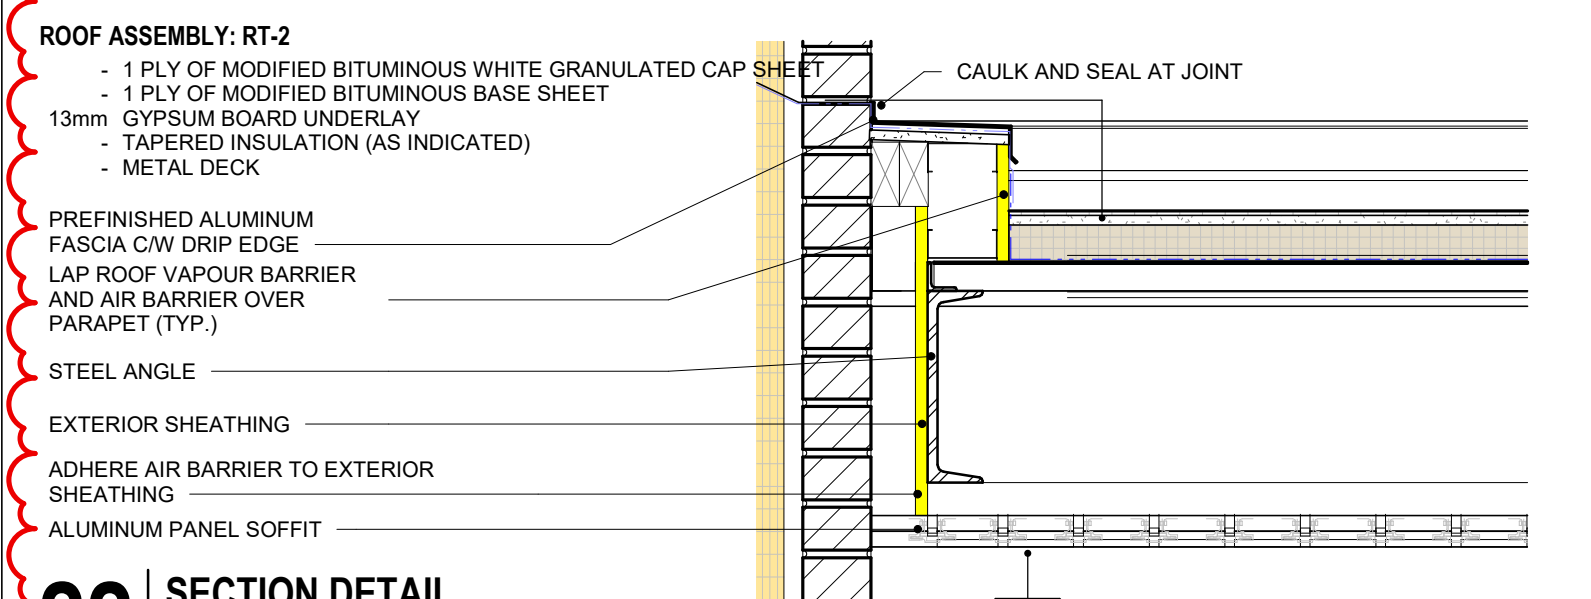 ROOF ASSEMBLY: RT-2
- 1 PLY OF MODIFIED BITUMINOUS WHITE GRANULATED CAP SHEET
- 1 PLY OF MODIFIED BITUMINOUS BASE SHEET
13mm GYPSUM BOARD UNDERLAY
- TAPERED INSULATION (AS INDICATED)
- METAL DECK
CAULK AND SEAL AT JOINT
PREFINISHED ALUMINUM
FASCIA C/W DRIP EDGE
LAP ROOF VAPOUR BARRIER
AND AIR BARRIER OVER
PARAPET (TYP.)
STEEL ANGLE
EXTERIOR SHEATHING
ADHERE AIR BARRIER TO EXTERIOR
SHEATHING
ALUMINUM PANEL SOFFIT
SECTION DETAIL